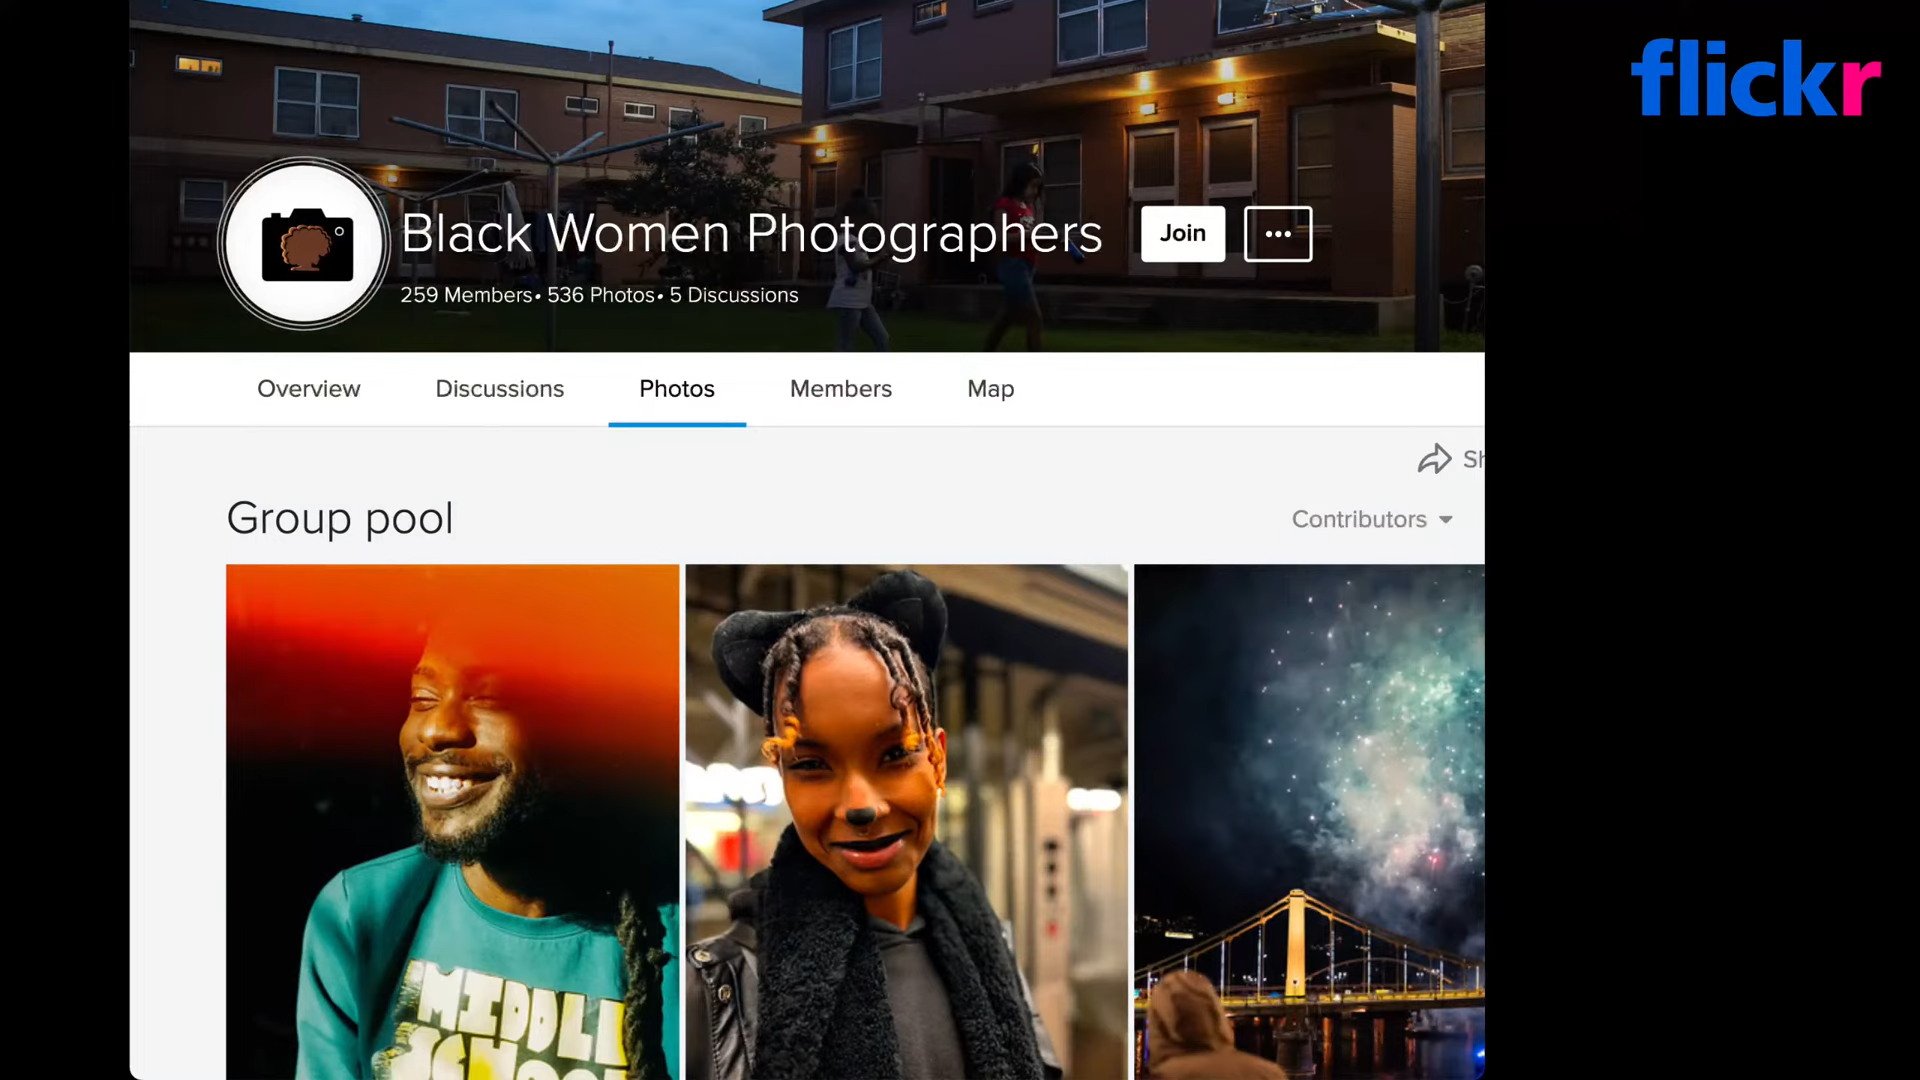 flickr
Black Women Photographers
Join
259 Members• 536 Photos• 5 Discussions
Overview
Discussions
Photos
Members
Map
Group pool
Contributors
MIDDLE